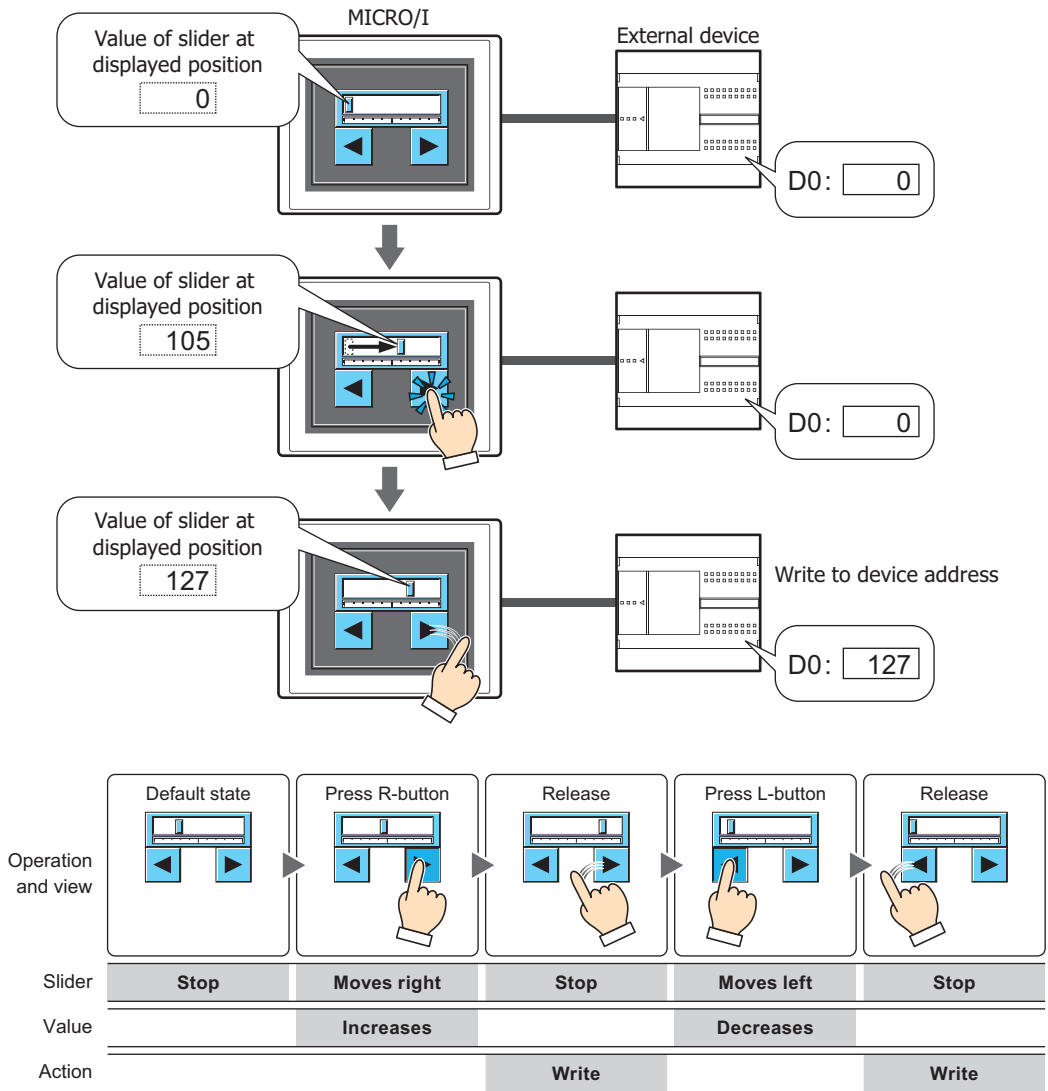 MICRO/I
Value of slider at
displayed position
0
External device
D0: 0
Value of slider at
displayed position
105
D0: 0
Value of slider at
displayed position
127
Write to device address
D0: 127
Default state
Press R-button
Release
Press L-button
Release
Operation
and view
Slider
Stop
Moves right
Stop
Moves left
Stop
Value
Increases
Decreases
Action
Write
Write